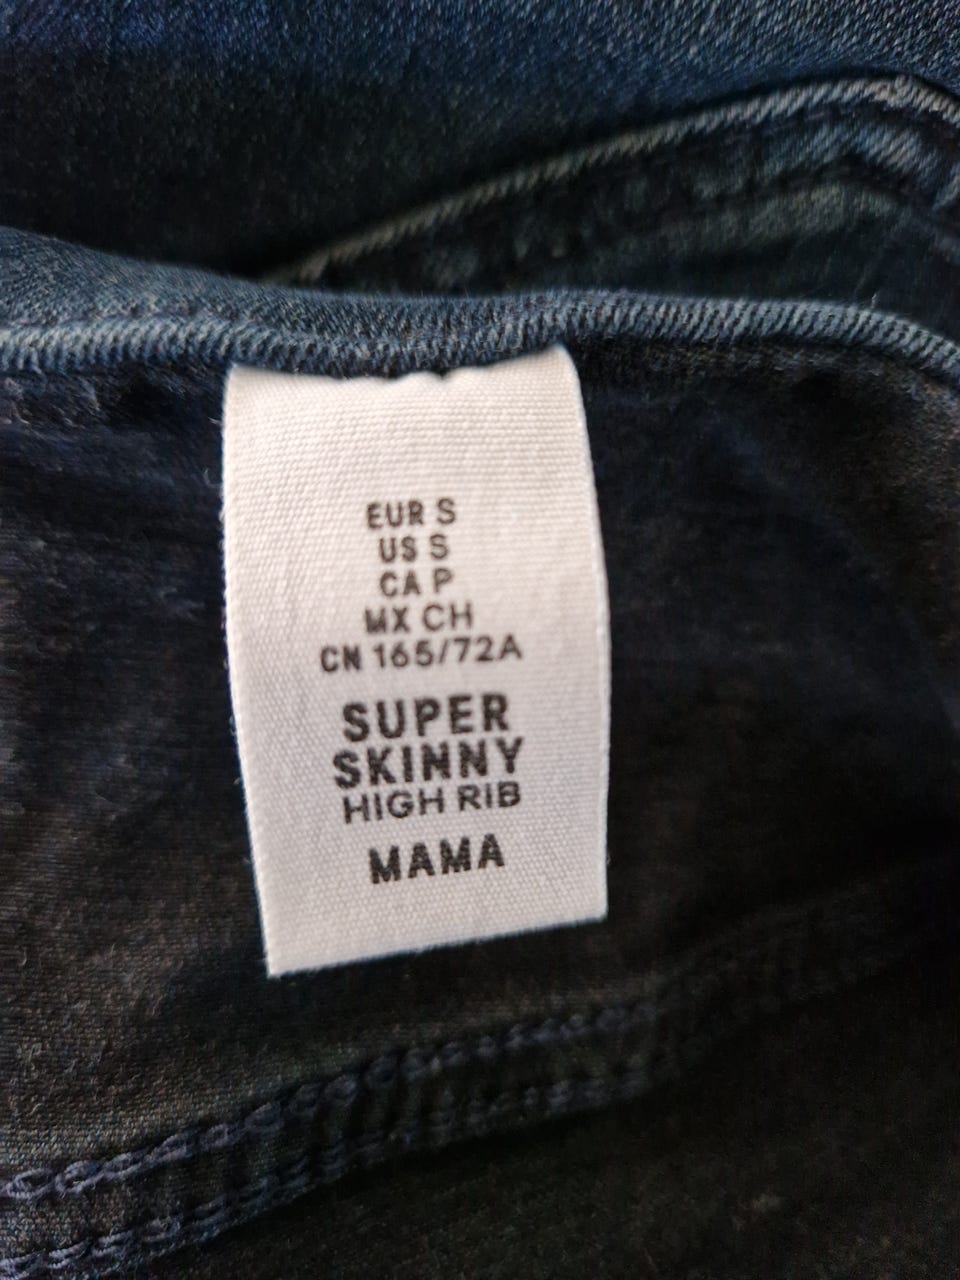 EUR S
US S
CA P
MX CH
CN 165/72A
SUPER
SKINNY
HIGH RIB
MAMA